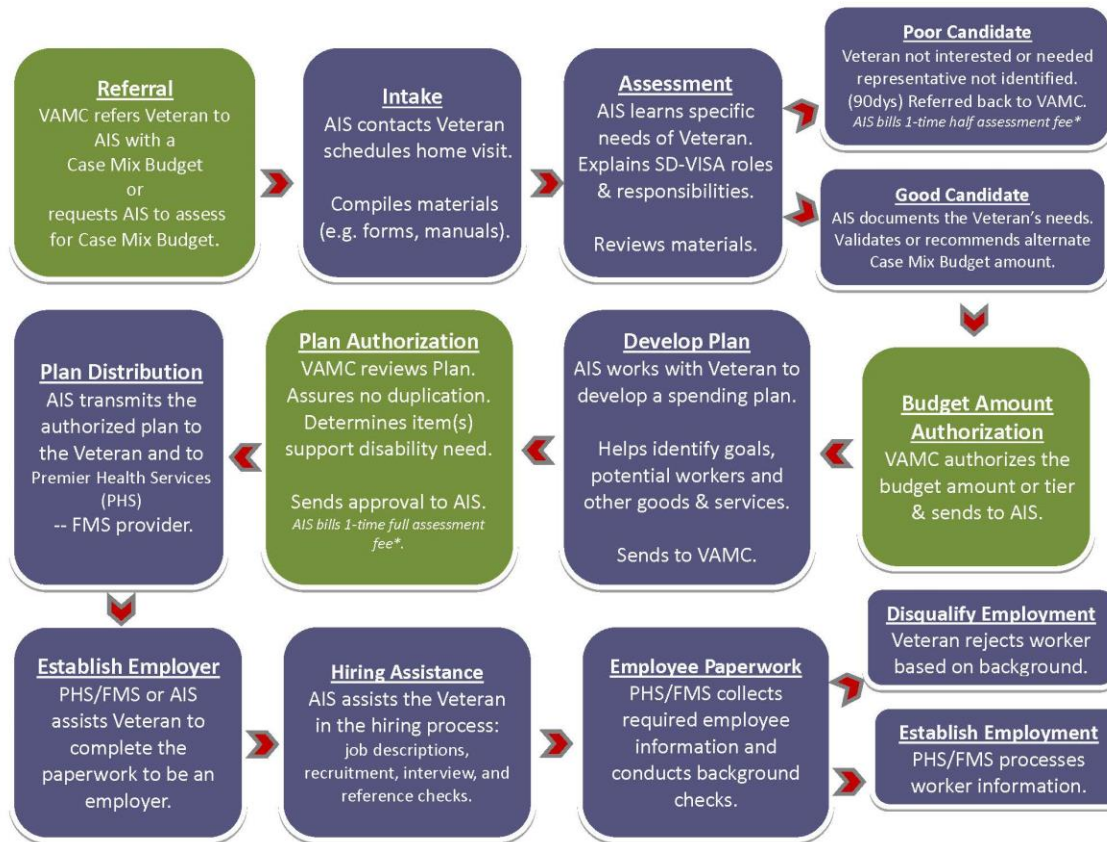 Referral
VAMC refers Veteran to
AIS with a
Case Mix Budget
or
requests AIS to assess
for Case Mix Budget.
Intake
AIS contacts Veteran
schedules home visit.
Compiles materials
(e.g. forms, manuals).
Assessment
AIS learns specific
needs of Veteran.
Explains SD-VISA roles
& responsibilities.
Reviews materials.
Poor Candidate
Veteran not interested or needed
representative not identified.
(90dys) Referred back to VAMC.
AIS bills 1-time half assessment fee*
Good Candidate
AIS documents the Veteran's needs.
Validates or recommends alternate
Case Mix Budget amount.
Budget Amount
Authorization
VAMC authorizes the
budget amount or tier
& sends to AIS.
Develop Plan
AIS works with Veteran to
develop a spending plan.
Helps identify goals,
potential workers and
other goods & services.
Sends to VAMC.
Plan Authorization
VAMC reviews Plan.
Assures no duplication.
Determines item(s)
support disability need.
Sends approval to AIS.
AIS bills 1-time full assessment
fee*.
Plan Distribution
AIS transmits the
authorized plan to
the Veteran and to
Premier Health Services
(PHS)
-- FMS provider.
Establish Employer
PHS/FMS or AIS
assists Veteran to
complete the
paperwork to be an
employer.
Hiring Assistance
AIS assists the Veteran
in the hiring process:
job descriptions,
recruitment, interview, and
reference checks.
Employee Paperwork
PHS/FMS collects
required employee
information and
conducts background
checks.
Disqualify Employment
Veteran rejects worker
based on background.
Establish Employment
PHS/FMS processes
worker information.